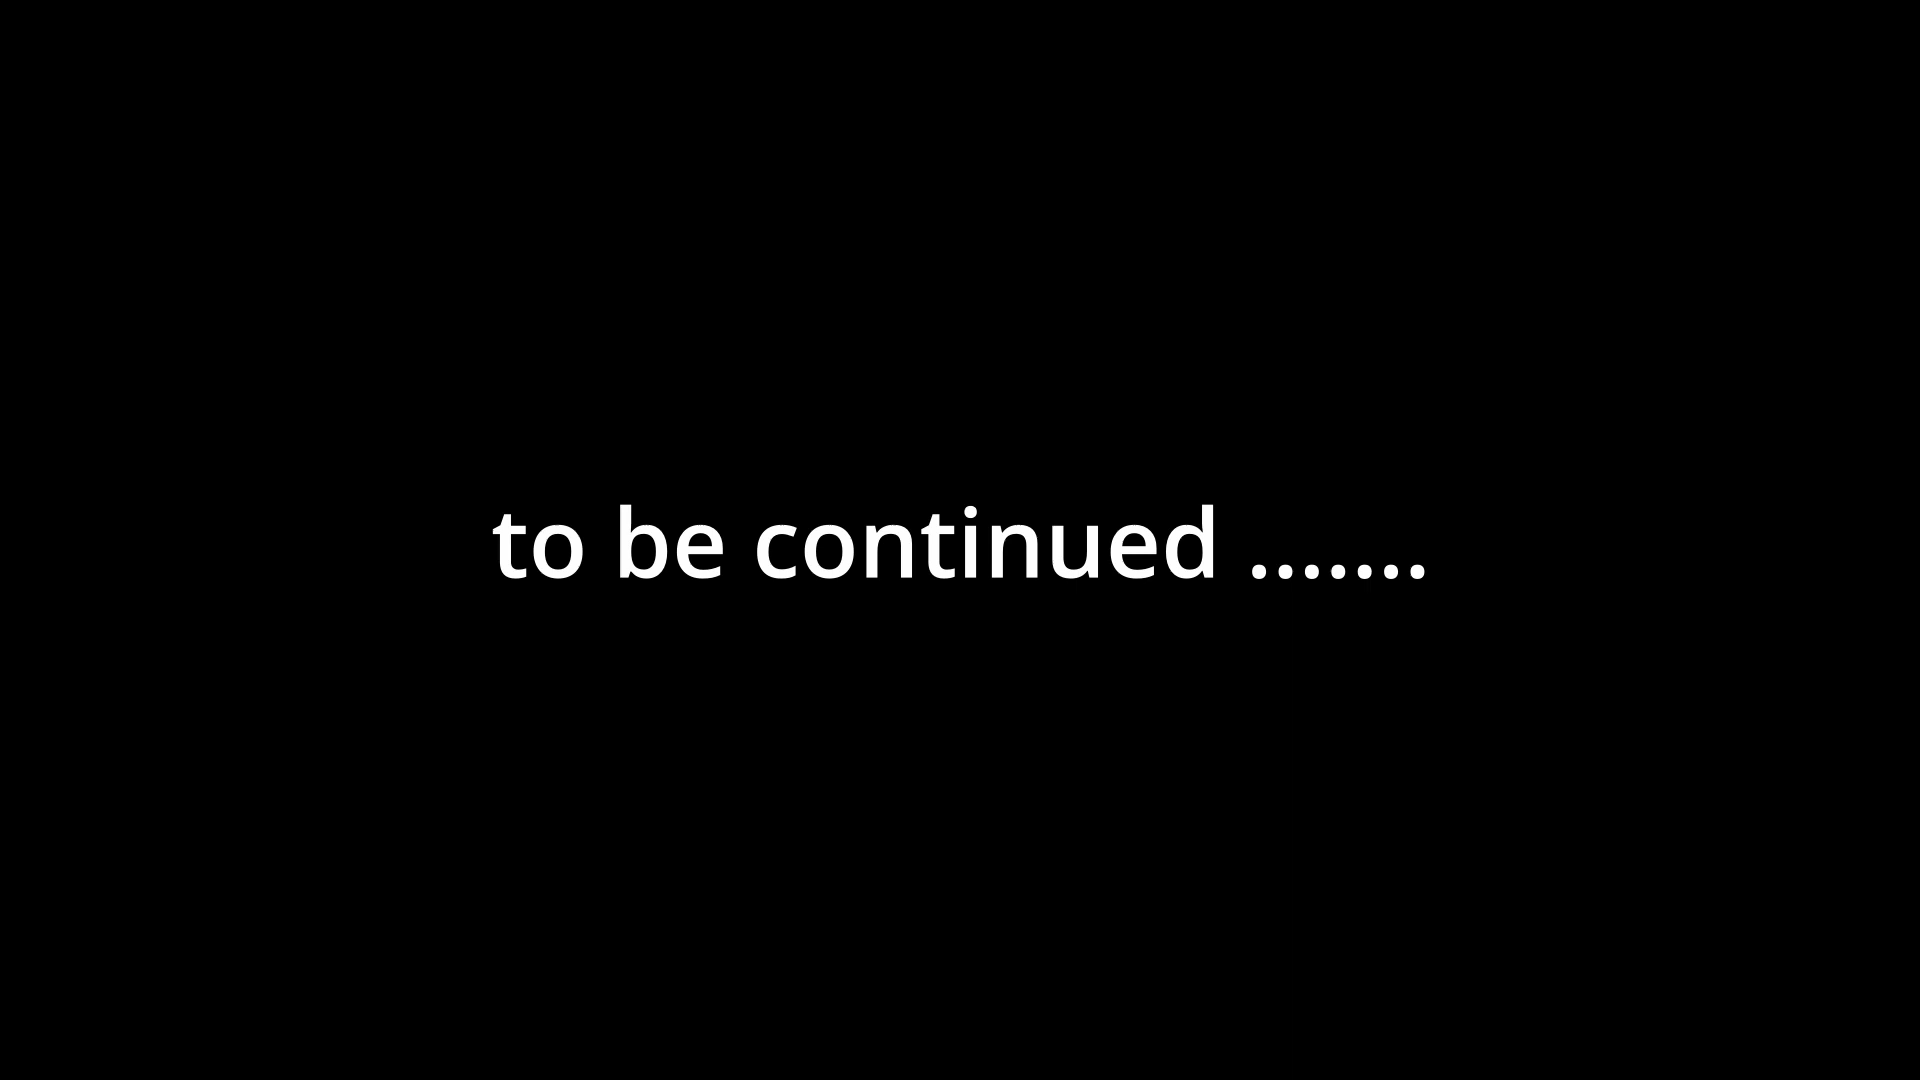 to be continued .......